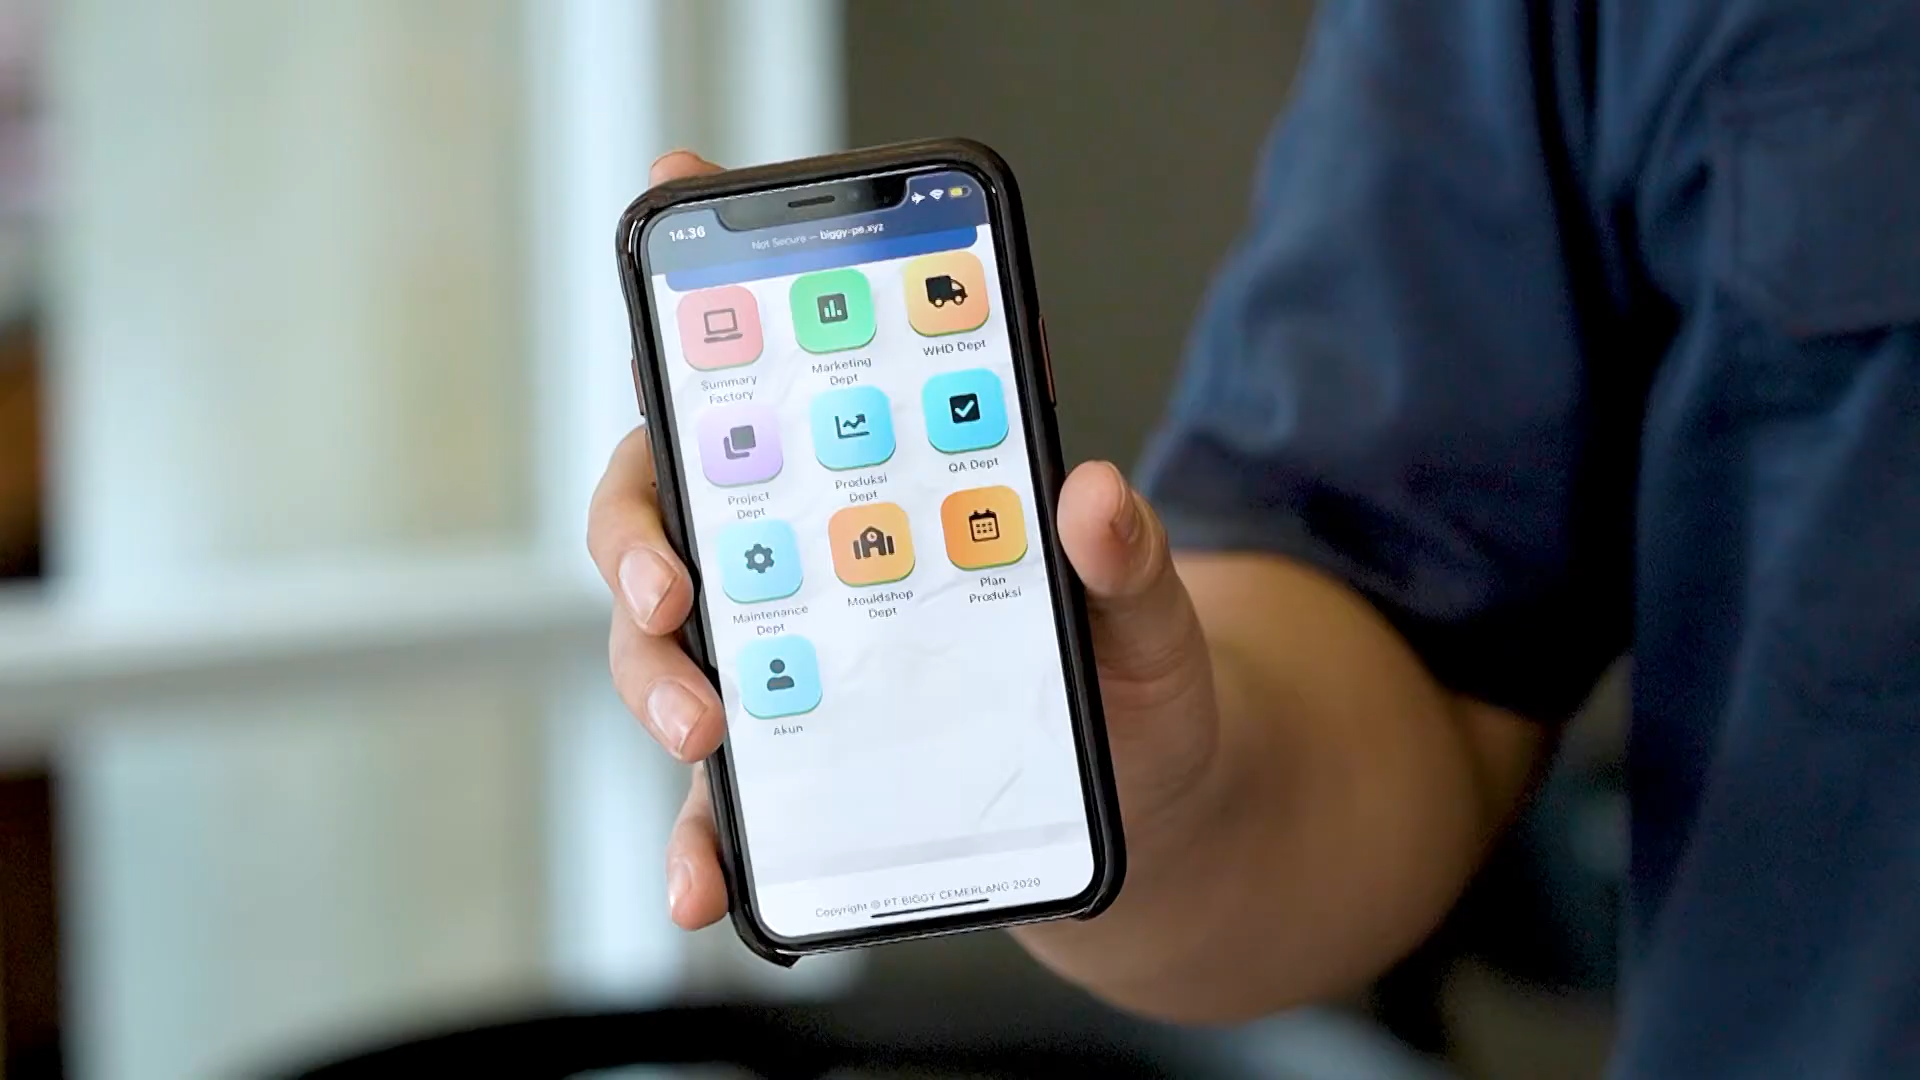 14.36
Not Secure — biggy-pe.xyz
Summary
Factory
Marketing
Dept
WHD Dept
Project
Dept
Produksi
Dept
QA Dept
Maintenance
Dept
Mouldshop
Dept
Plan
Produksi
Akun
Copyright © PT.BIGGY CEMERLANG 2020